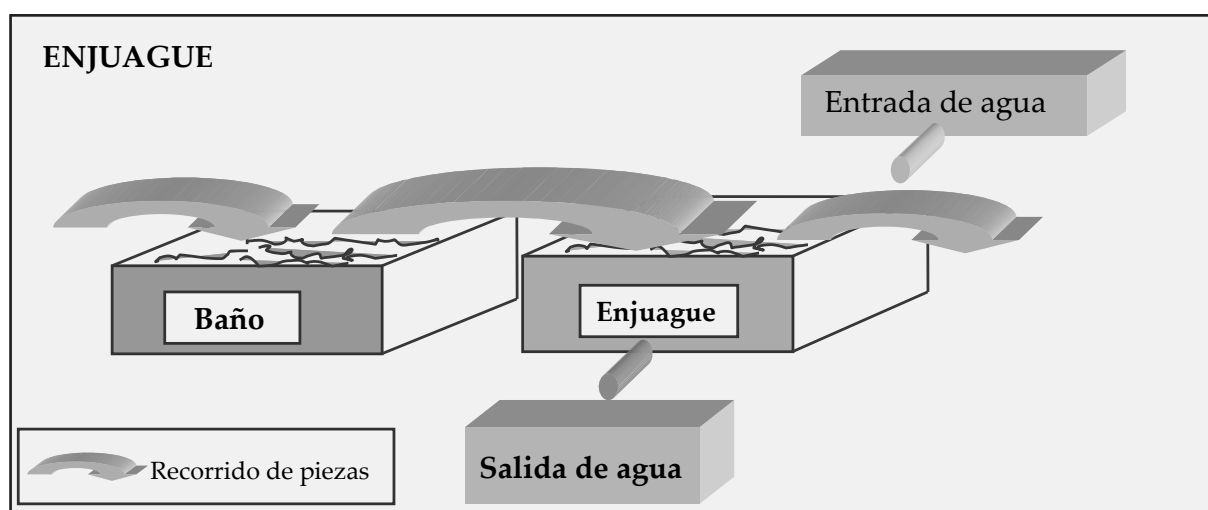 ENJUAGUE
Entrada de agua
Baño
Enjuague
Salida de agua
Recorrido de piezas